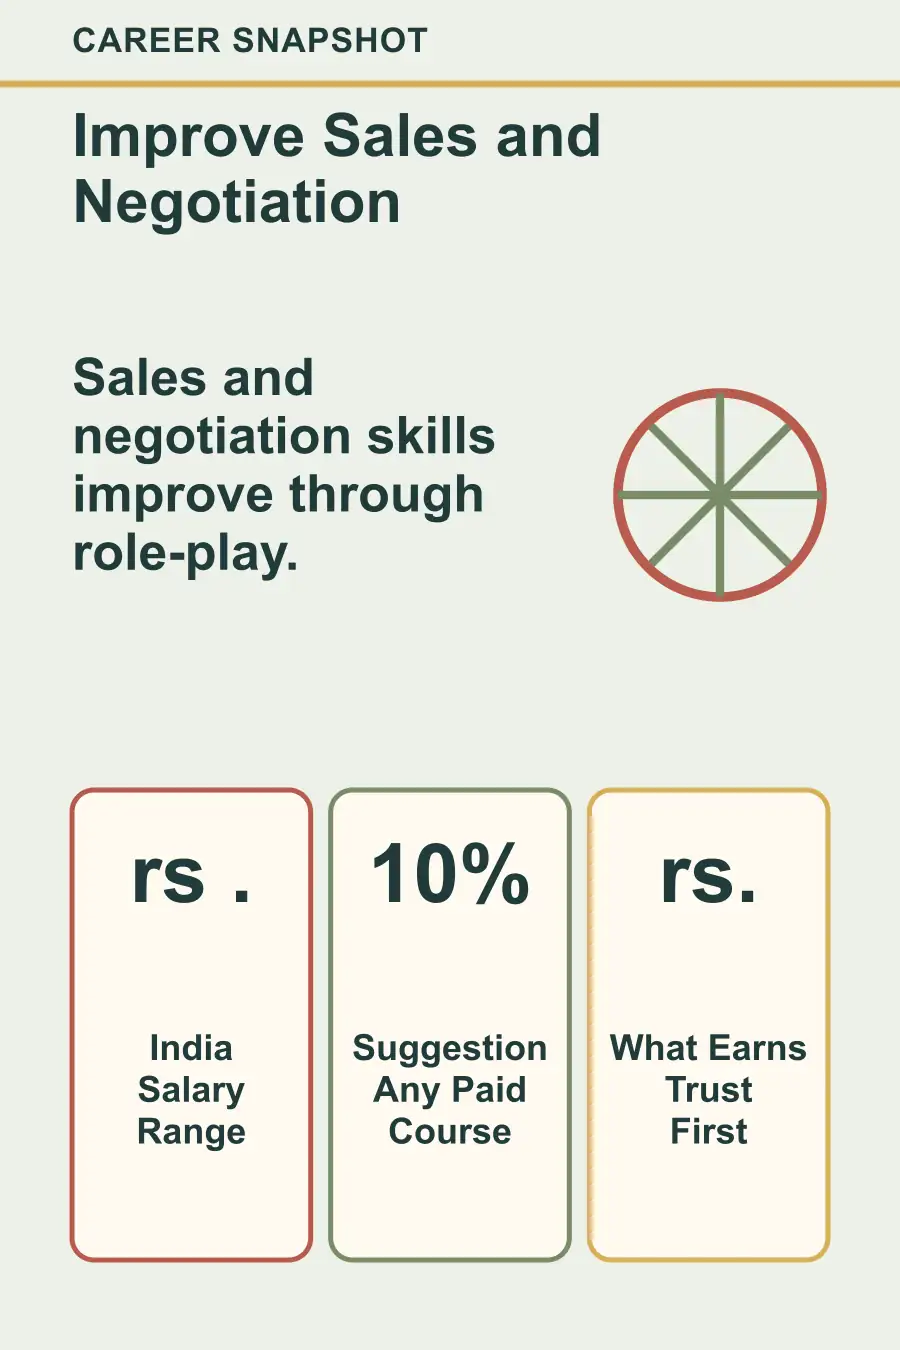 CAREER SNAPSHOT
Improve Sales and
Negotiation
Sales and
negotiation skills
improve through
role-play.
rs .
India
Salary
Range
10%
Suggestion
Any Paid
Course
rs.
What Earns
Trust
First